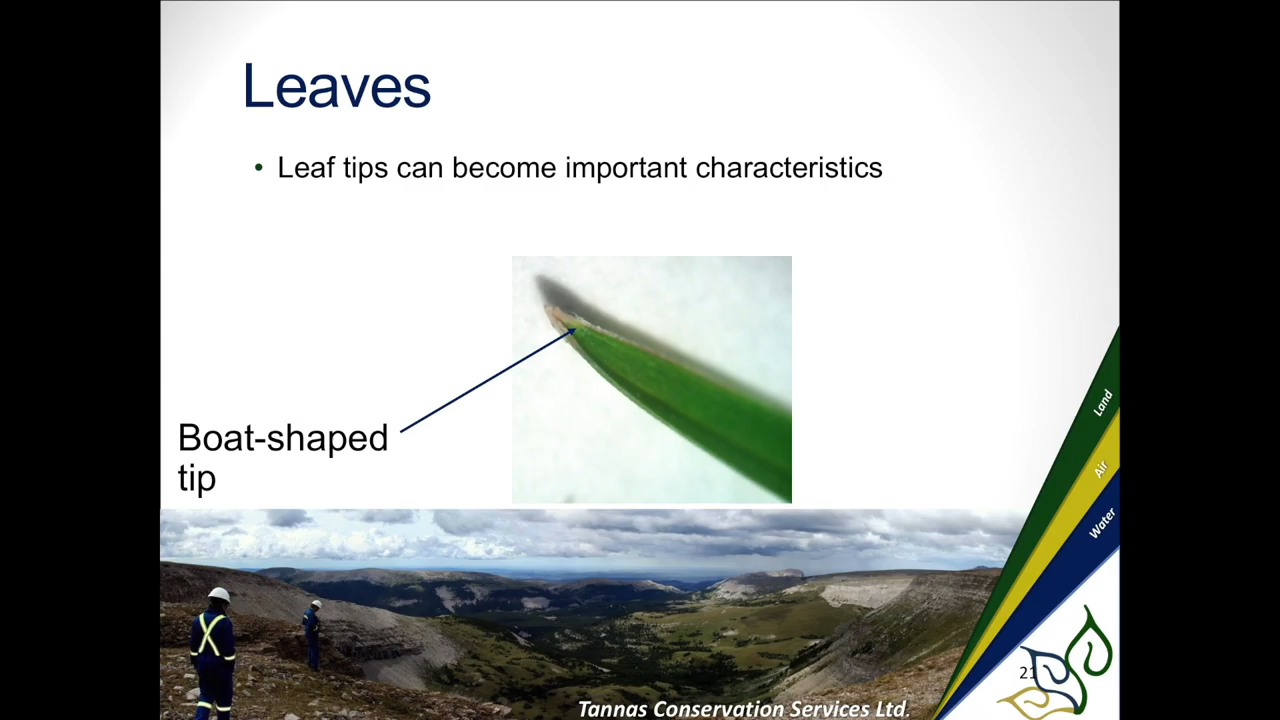 Leaves
• Leaf tips can become important characteristics
Boat-shaped
tip
Land
Air
Water
21
Tannas Conservation Services Ltd.